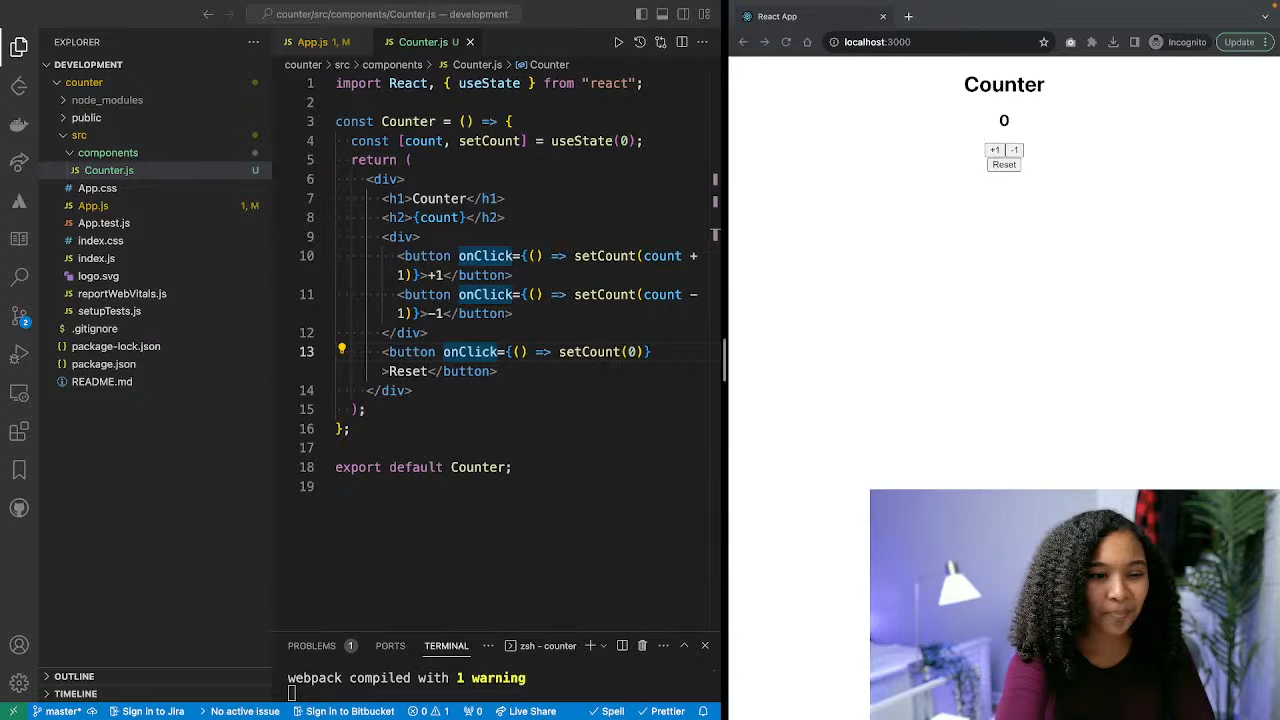 counter/src/components/Counter.js — development
EXPLORER
DEVELOPMENT
counter
node_modules
public
src
components
Counter.js U
App.css
App.js 1, M
App.test.js
index.css
index.js
logo.svg
reportWebVitals.js
setupTests.js
.gitignore
package-lock.json
package.json
README.md
OUTLINE
TIMELINE
2
App.js 1, M
Counter.js U
counter > src > components > Counter.js > Counter
1 import React, { useState } from "react";
2
3 const Counter = () => {
4 const [count, setCount] = useState(0);
5 return (
6 <div>
7 <h1>Counter</h1>
8 <h2>{count}</h2>
9 <div>
10 <button onClick={() => setCount(count +
1)}>+1</button>
11 <button onClick={() => setCount(count -
1)}>-1</button>
12 </div>
13 <button onClick={() => setCount(0)}
>Reset</button>
14 </div>
15 );
16 };
17
18 export default Counter;
19
PROBLEMS 1 PORTS TERMINAL ··· zsh - counter
webpack compiled with 1 warning
master* Sign in to Jira No active issue Sign in to Bitbucket 0 1 Live Share Spell Prettier
React App
localhost:3000
Incognito
Update
Counter
0
+1 -1
Reset